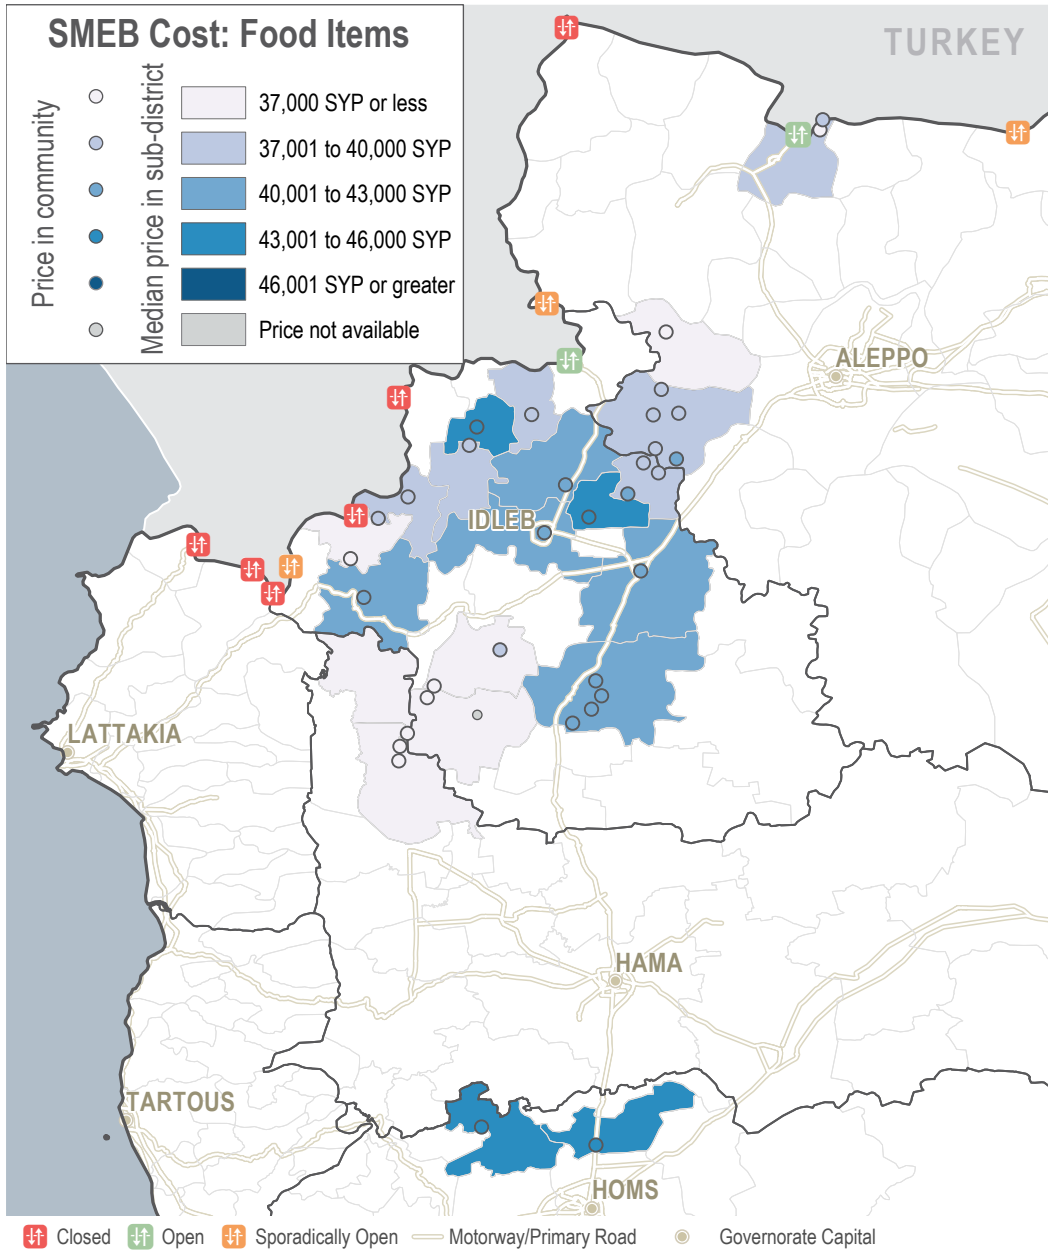 SMEB Cost: Food Items
Price in community
Median price in sub-district
37,000 SYP or less
37,001 to 40,000 SYP
40,001 to 43,000 SYP
43,001 to 46,000 SYP
46,001 SYP or greater
Price not available
TURKEY
ALEPPO
IDLEB
LATTAKIA
HAMA
TARTOUS
HOMS
Closed
Open
Sporadically Open
Motorway/Primary Road
Governorate Capital